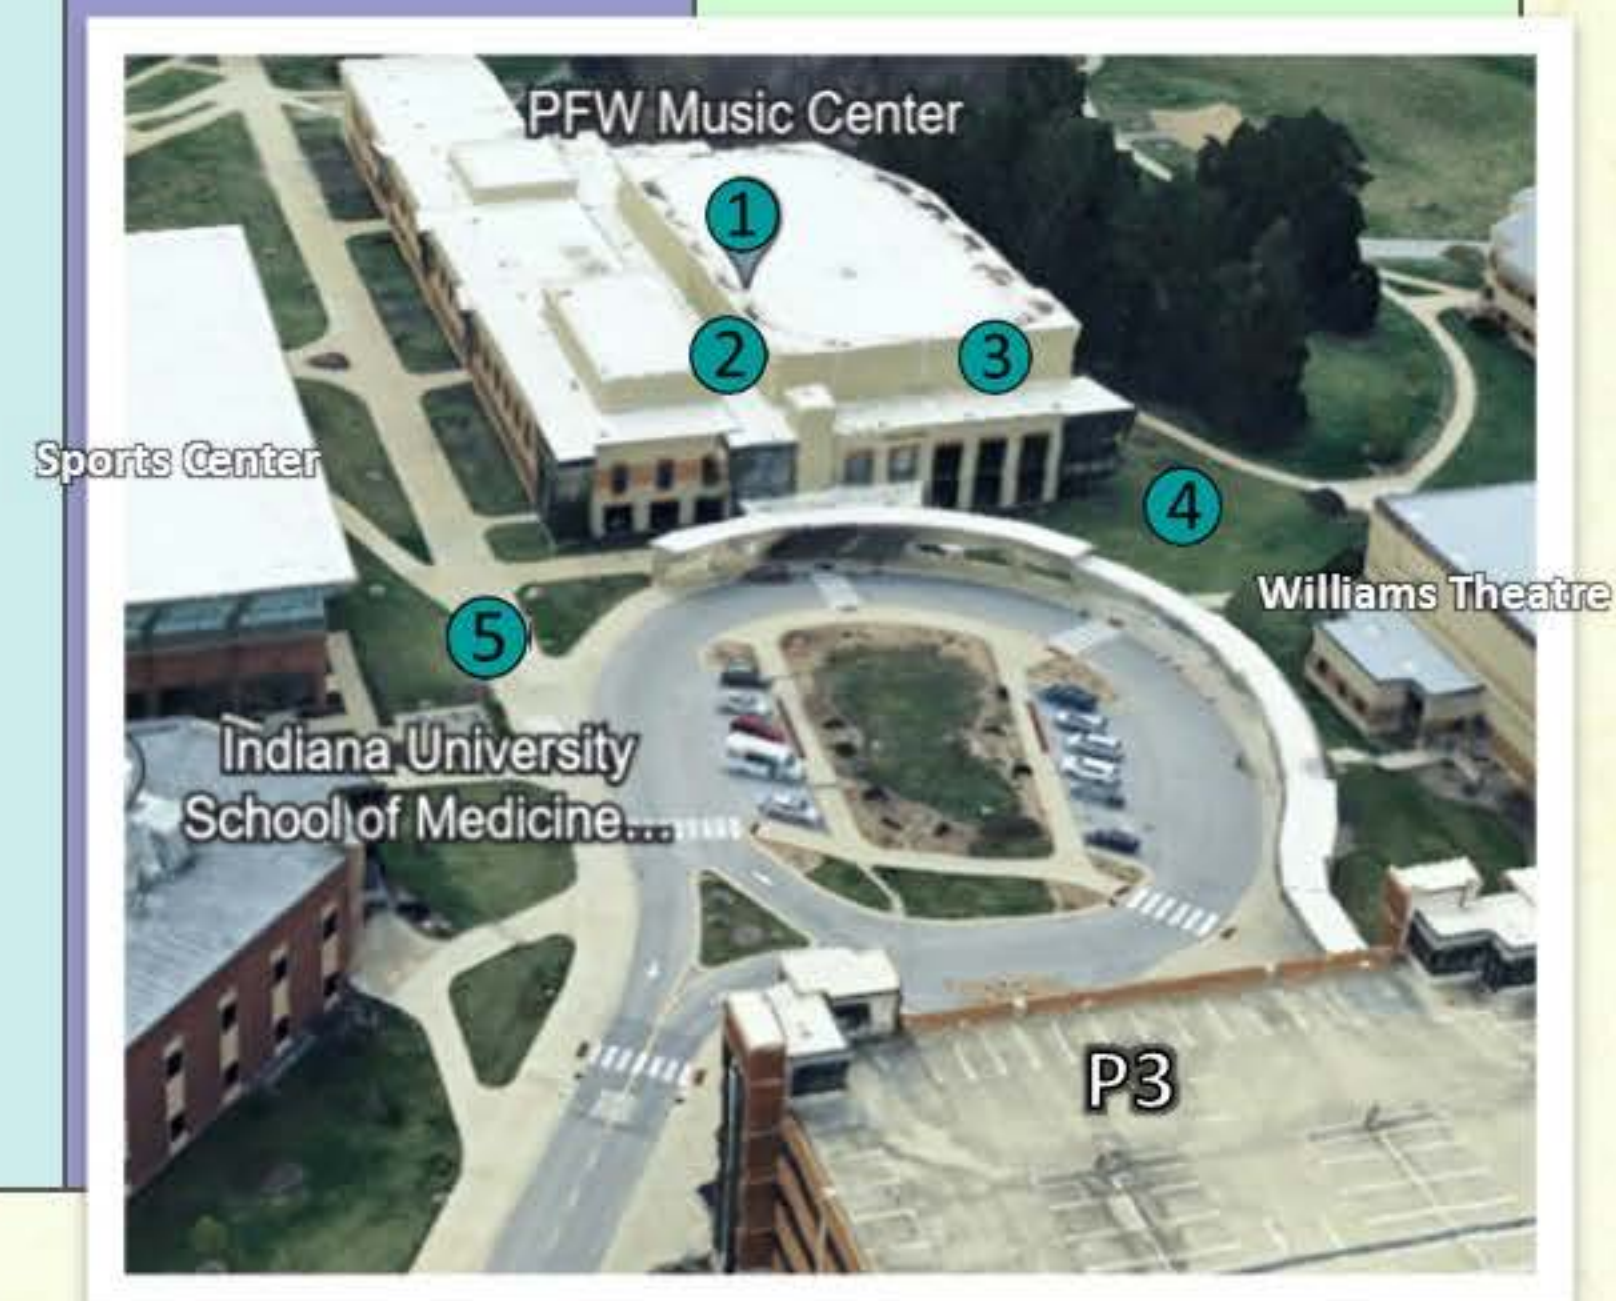 PFW Music Center
1
2
3
Sports Center
4
5
Williams Theatre
Indiana University
School of Medicine...
P3